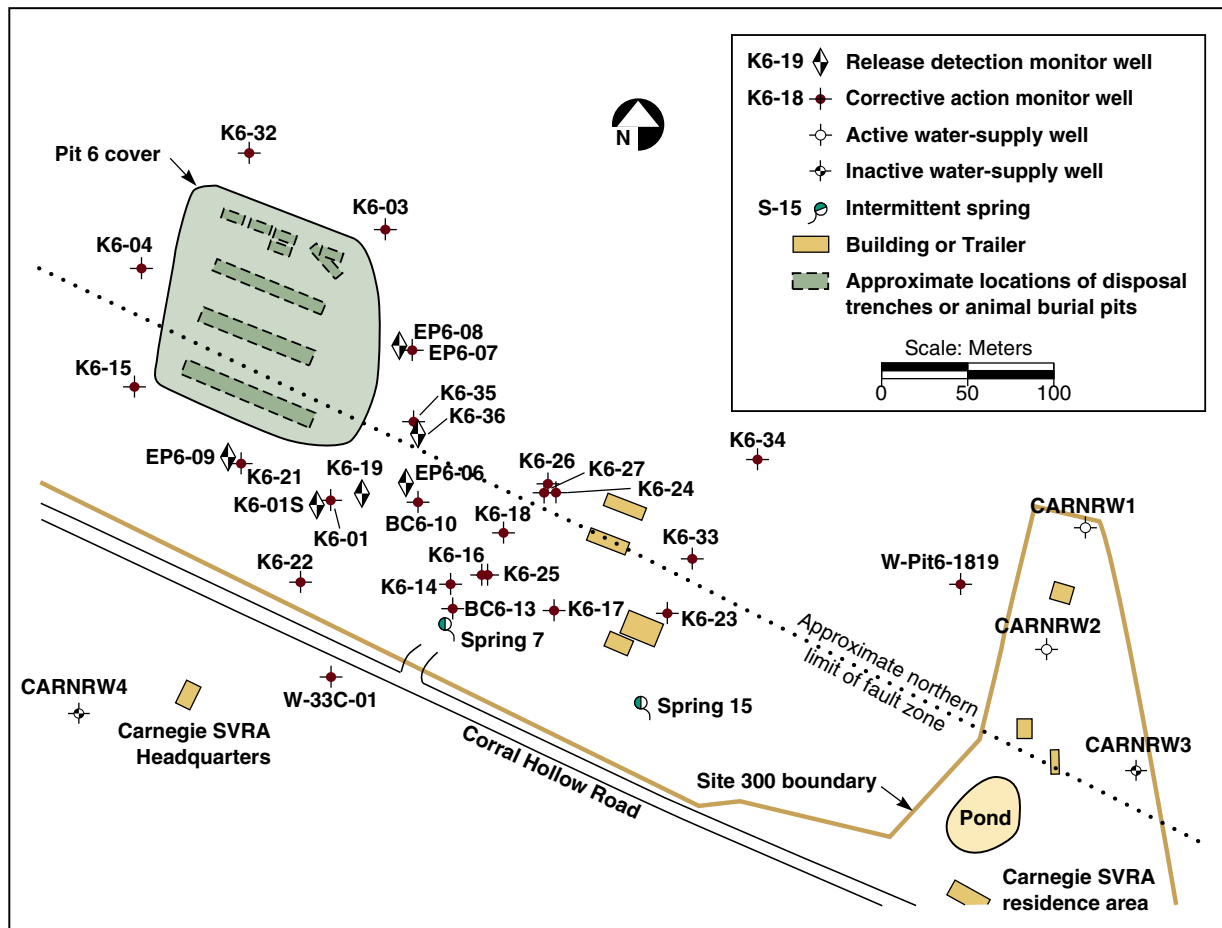 K6-19 Release detection monitor well
K6-18 Corrective action monitor well
Active water-supply well
Inactive water-supply well
S-15 Intermittent spring
Building or Trailer
Approximate locations of disposal
trenches or animal burial pits
Scale: Meters
0 50 100
N
K6-32
Pit 6 cover
K6-03
K6-04
EP6-08
EP6-07
K6-15
K6-35
K6-36
K6-34
EP6-09
K6-21
K6-19
EP6-06
K6-26
K6-27
K6-24
K6-01S
K6-01
BC6-10
K6-18
CARNRW1
K6-33
W-Pit6-1819
K6-22
K6-16
K6-25
K6-14
BC6-13
K6-17
K6-23
Spring 7
CARNRW2
Approximate northern
limit of fault zone
CARNRW4
W-33C-01
Spring 15
Carnegie SVRA
Headquarters
Corral Hollow Road
CARNRW3
Site 300 boundary
Pond
Carnegie SVRA
residence area